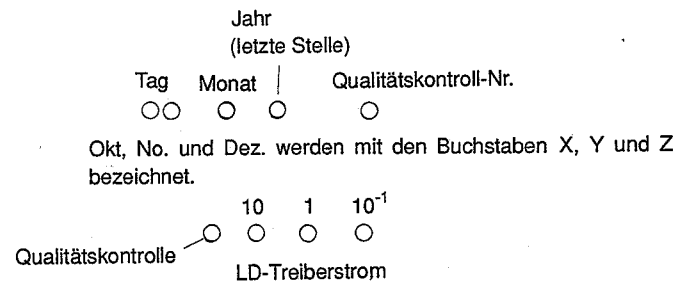 Jahr
(letzte Stelle)
Tag Monat Qualitätskontroll-Nr.
Okt, No. und Dez. werden mit den Buchstaben X, Y und Z
bezeichnet.
10 1 10⁻¹
Qualitätskontrolle
LD-Treiberstrom